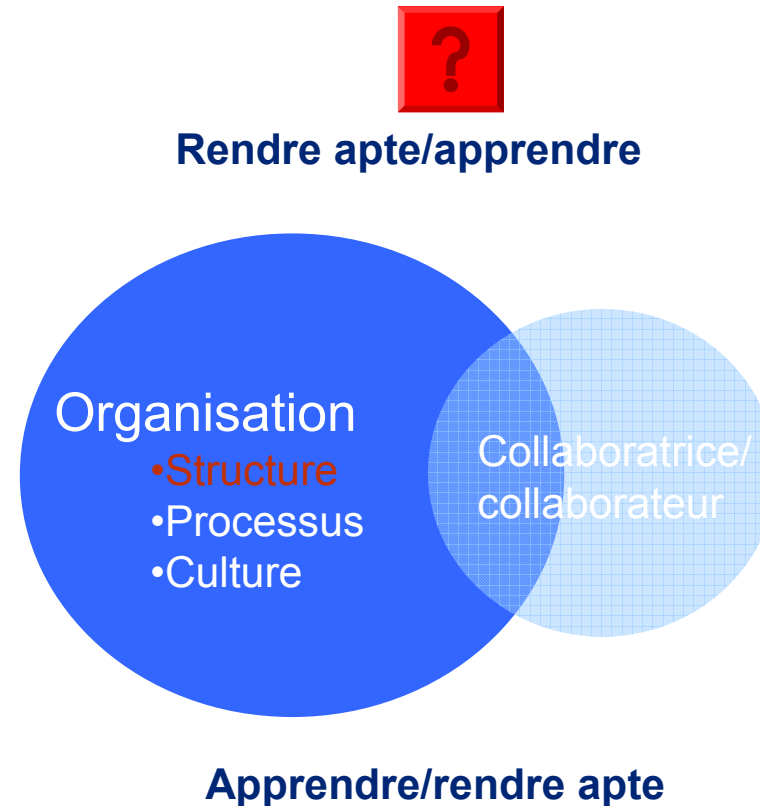 ?
Rendre apte/apprendre
Organisation
•Structure
•Processus
•Culture
Collaboratrice/
collaborateur
Apprendre/rendre apte